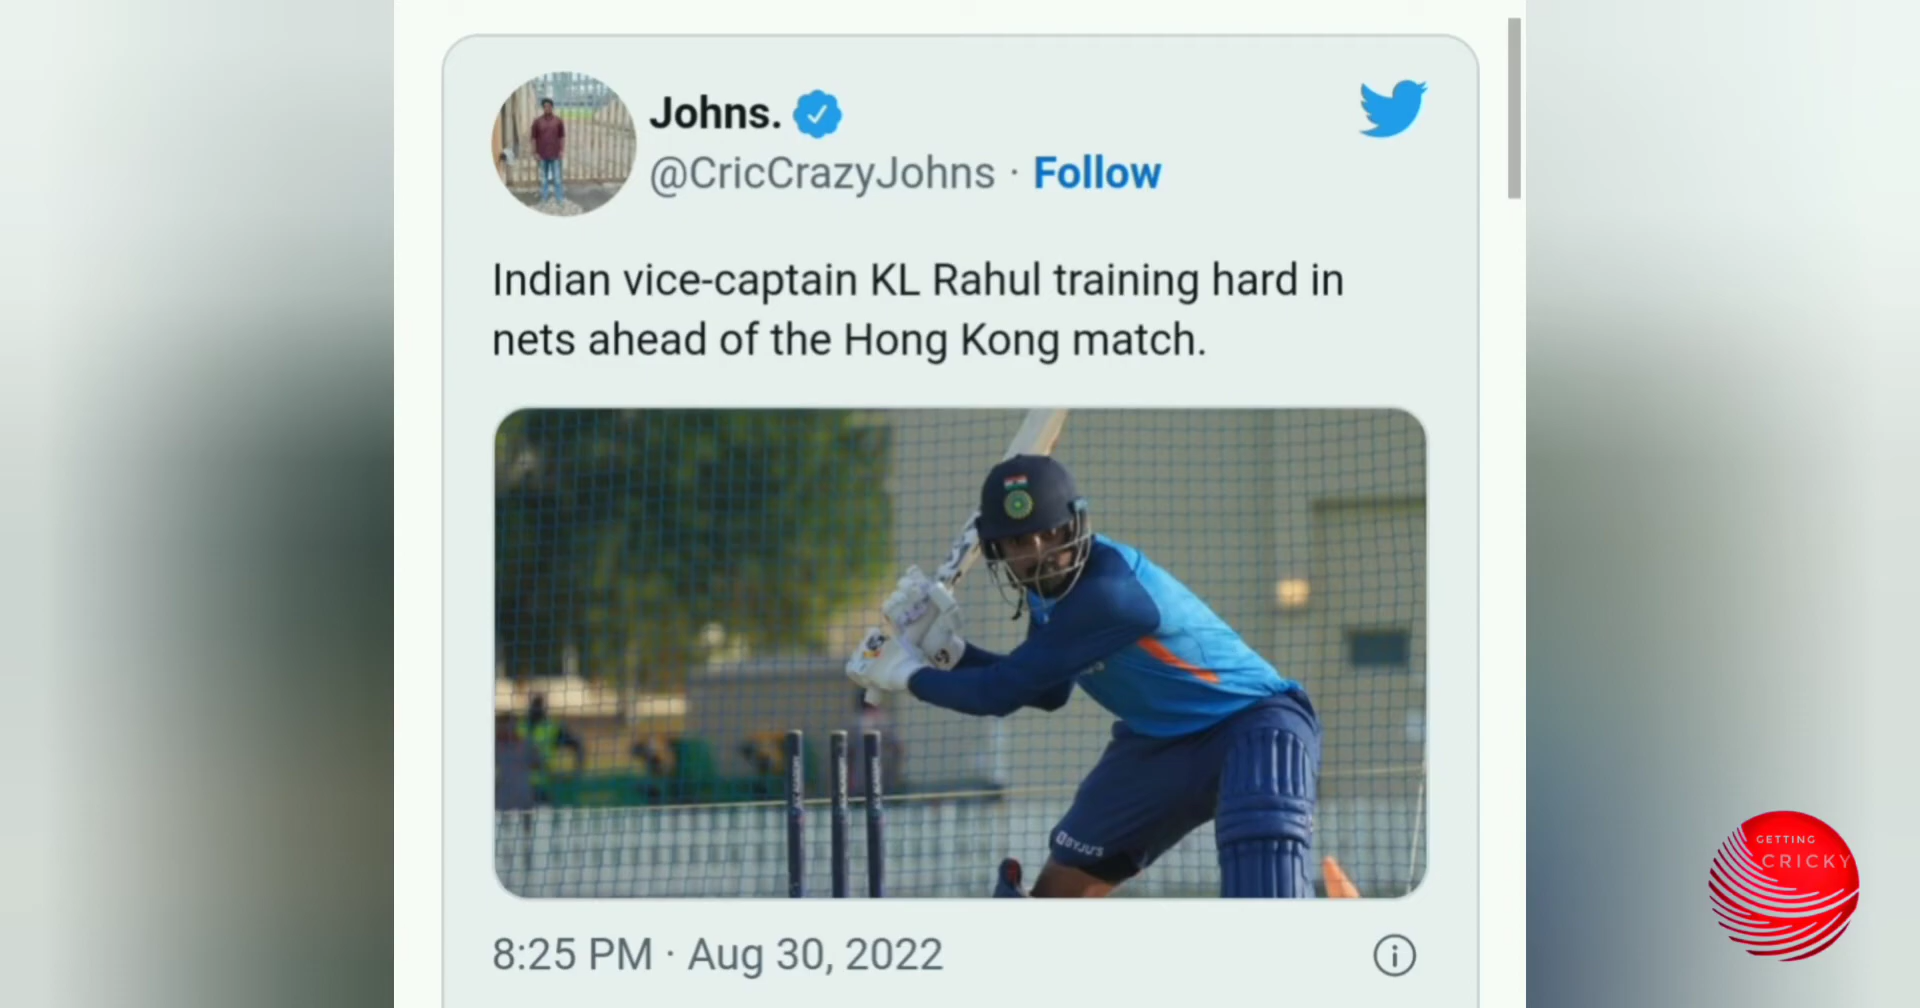 Johns.
@CricCrazyJohns · Follow
Indian vice-captain KL Rahul training hard in
nets ahead of the Hong Kong match.
BYJU'S
8:25 PM · Aug 30, 2022
GETTING
CRICKY